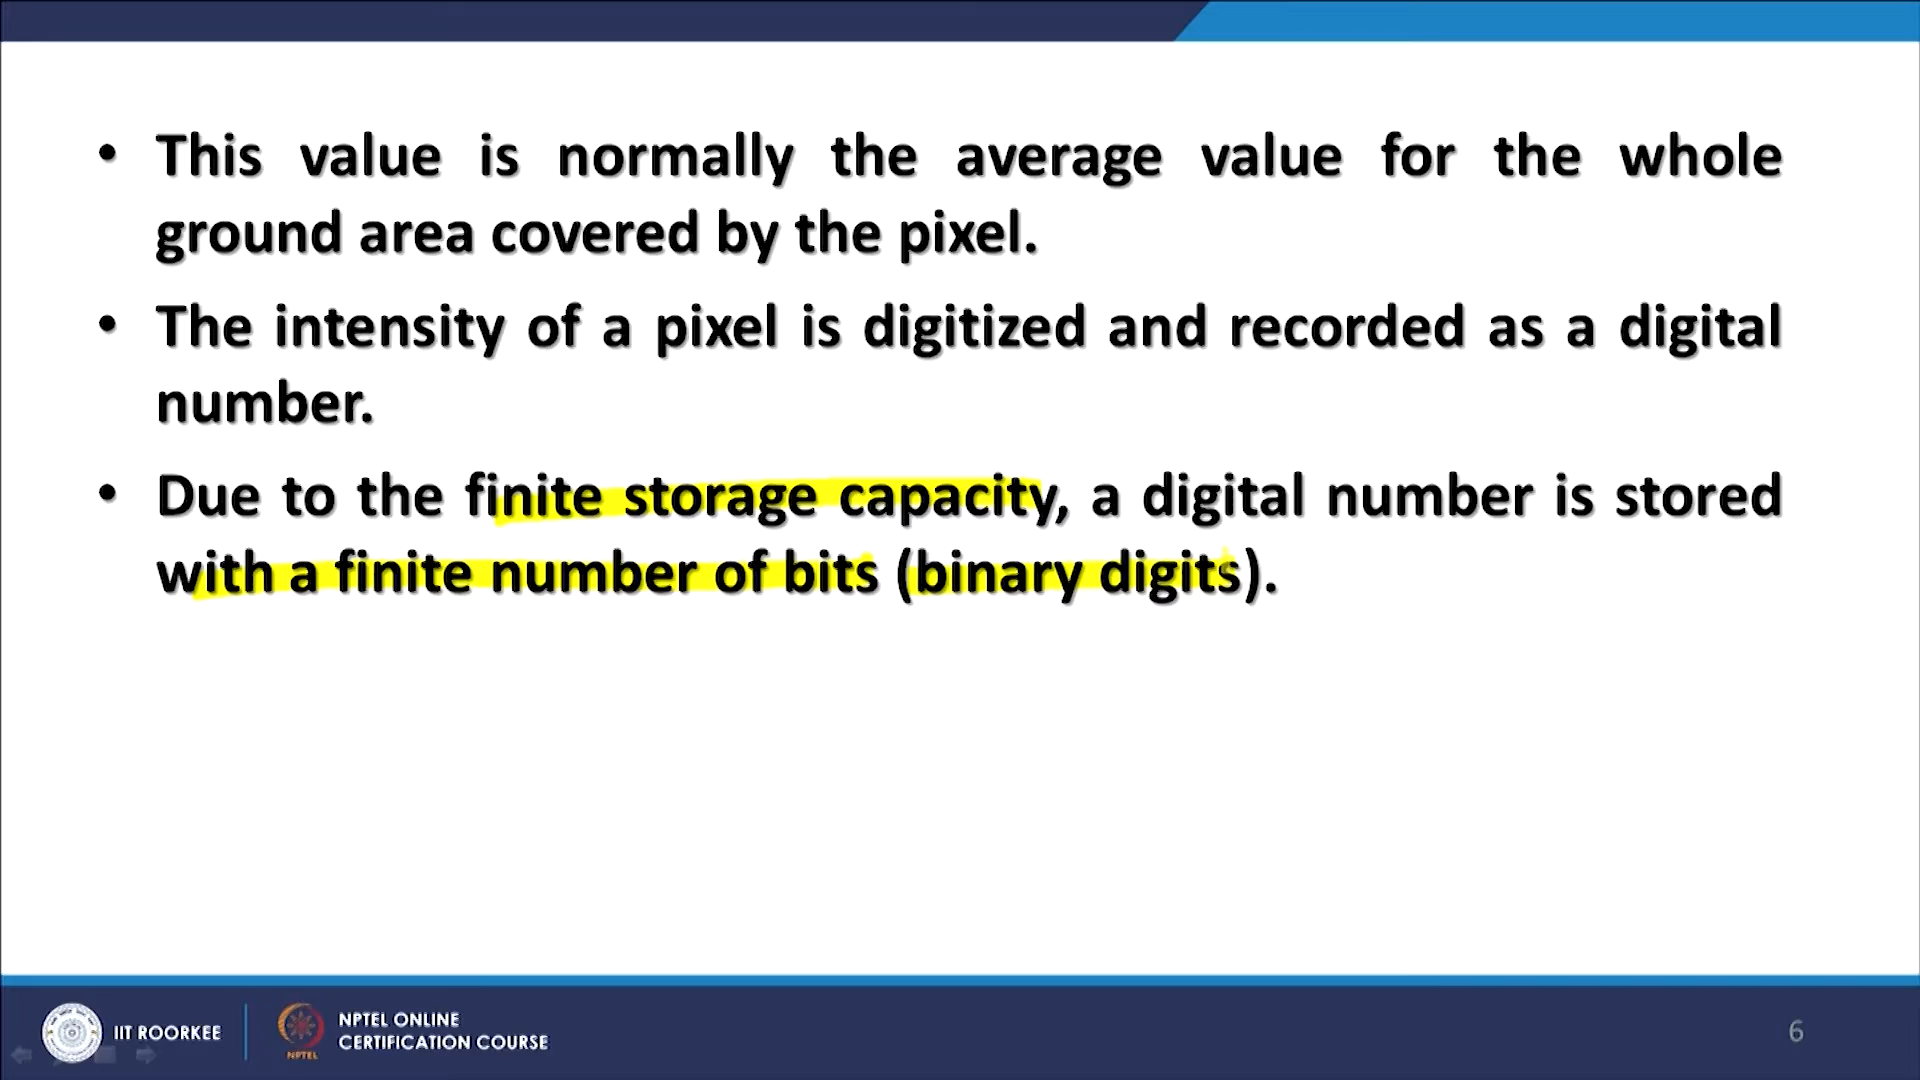 • This value is normally the average value for the whole
ground area covered by the pixel.
• The intensity of a pixel is digitized and recorded as a digital
number.
• Due to the finite storage capacity, a digital number is stored
with a finite number of bits (binary digits).
IIT ROORKEE
NPTEL
NPTEL ONLINE
CERTIFICATION COURSE
6